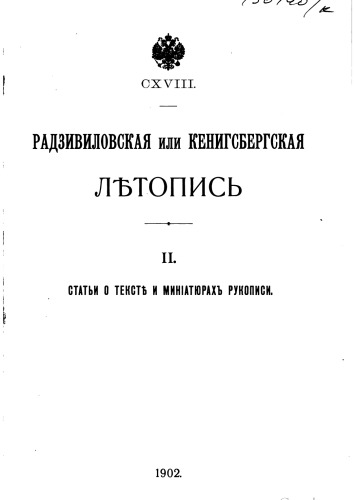 CXVIII.
РАДЗИВИЛОВСКАЯ или КЕНИГСБЕРГСКАЯ
ЛѢТОПИСЬ
II.
СТАТЬИ О ТЕКСТѢ И МИНІАТЮРАХЪ РУКОПИСИ.
1902.